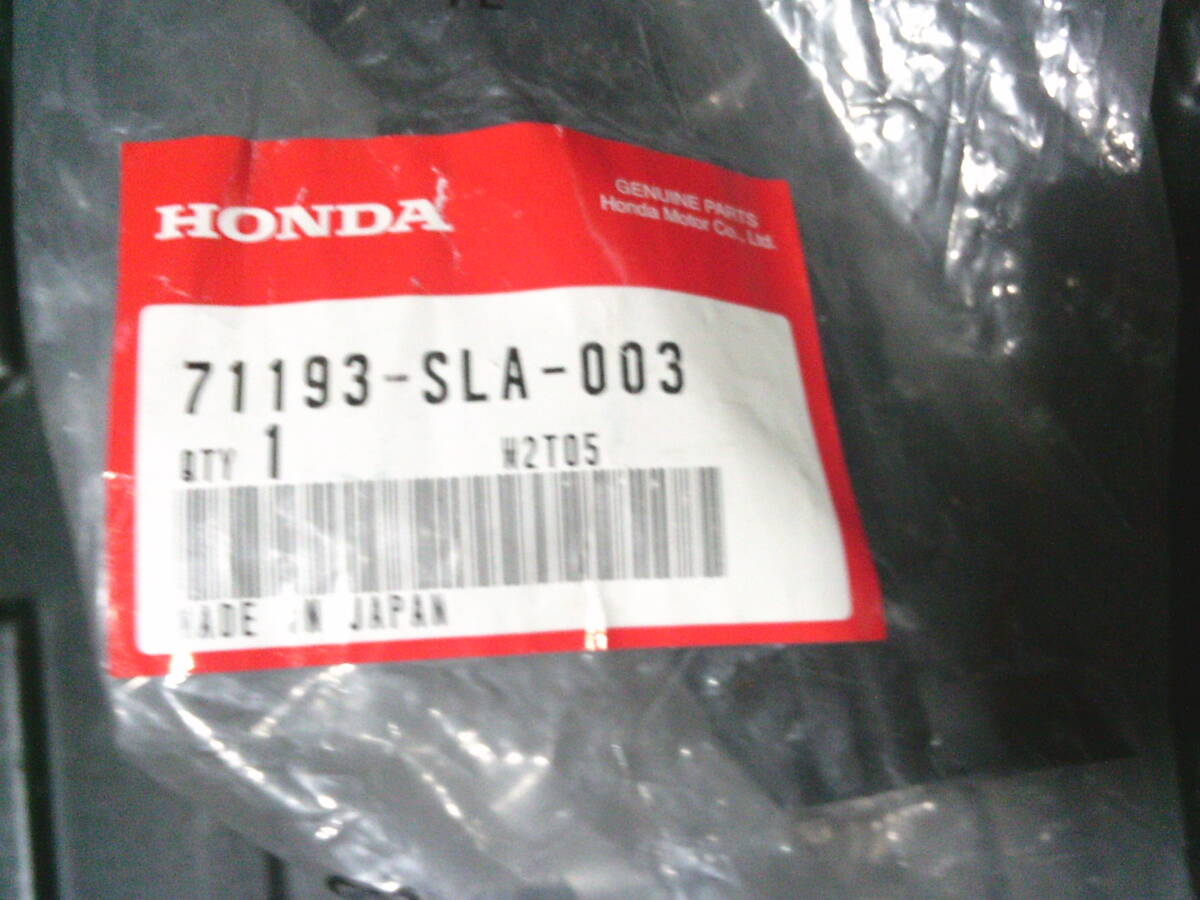 HONDA
GENUINE PARTS
Honda Motor Co., Ltd.
71193-SLA-003
QTY 1 H2T05
MADE IN JAPAN